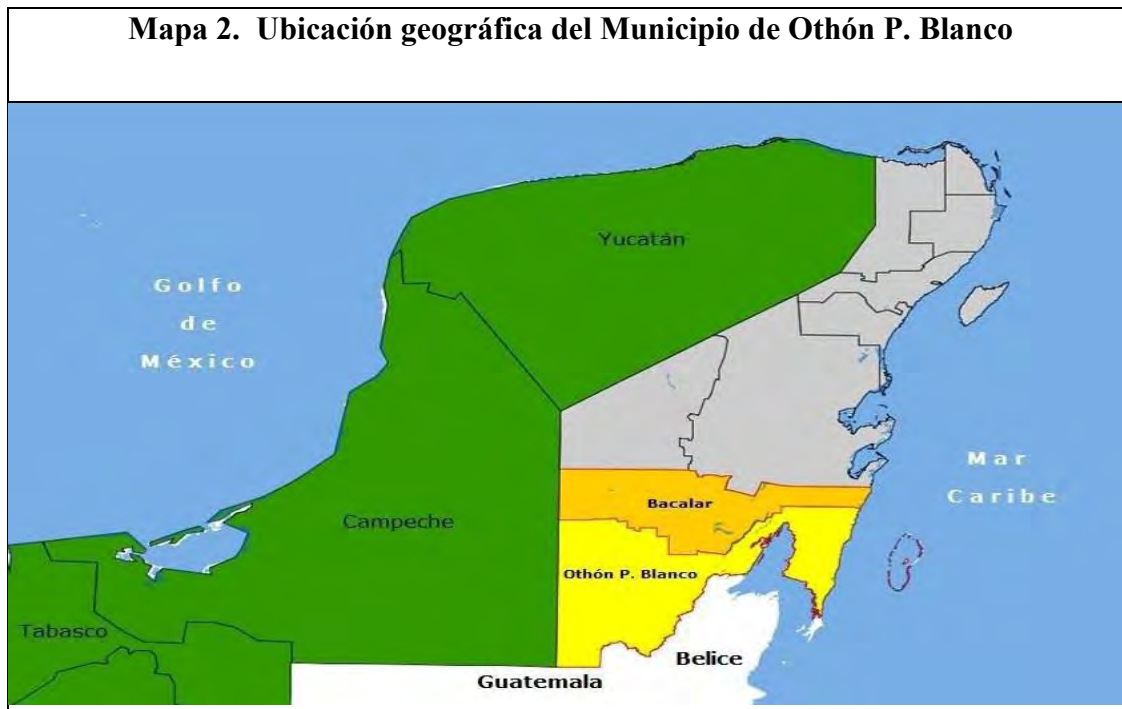 Mapa 2. Ubicación geográfica del Municipio de Othón P. Blanco
Yucatán
Golfo
de
México
Mar
Caribe
Bacalar
Campeche
Othón P. Blanco
Tabasco
Belice
Guatemala